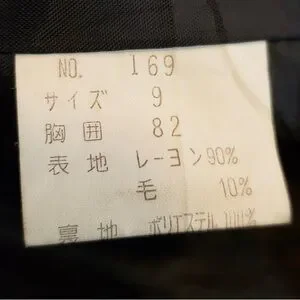 NO. 169
サイズ 9
胸囲 82
表地 レーヨン90%
毛 10%
裏地 ポリエステル100%